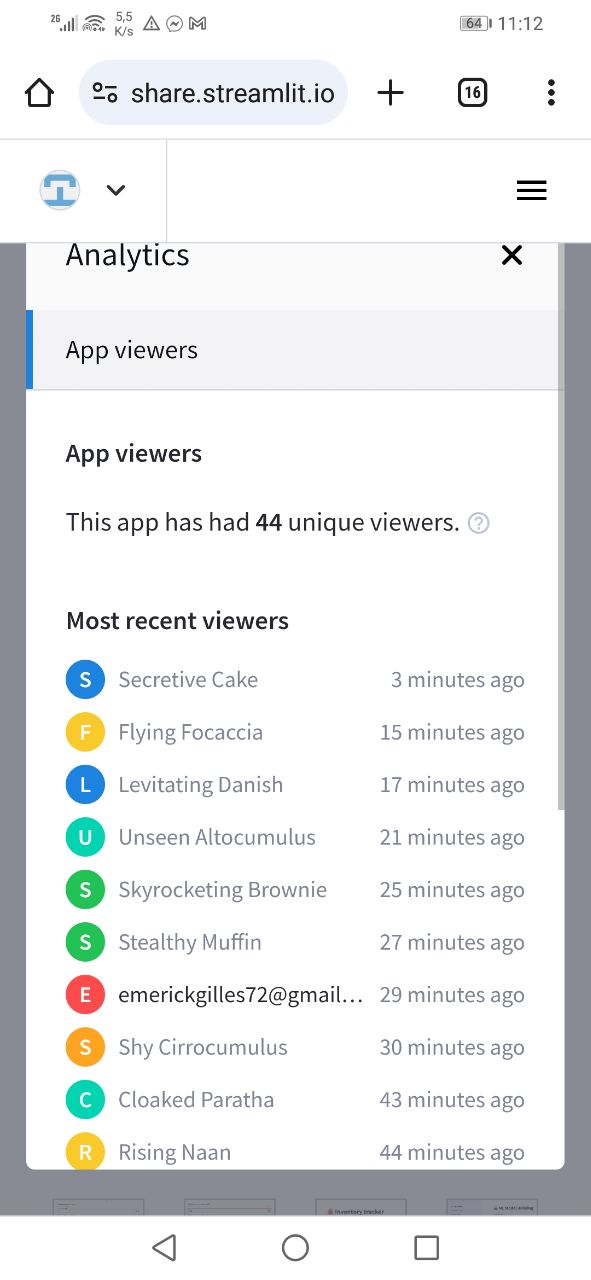 2G 5,5 K/s 64 11:12
share.streamlit.io 16
Analytics
App viewers
App viewers
This app has had 44 unique viewers. ?
Most recent viewers
S Secretive Cake 3 minutes ago
F Flying Focaccia 15 minutes ago
L Levitating Danish 17 minutes ago
U Unseen Altocumulus 21 minutes ago
S Skyrocketing Brownie 25 minutes ago
S Stealthy Muffin 27 minutes ago
E emerickgilles72@gmail... 29 minutes ago
S Shy Cirrocumulus 30 minutes ago
C Cloaked Paratha 43 minutes ago
R Rising Naan 44 minutes ago
Inventory tracker